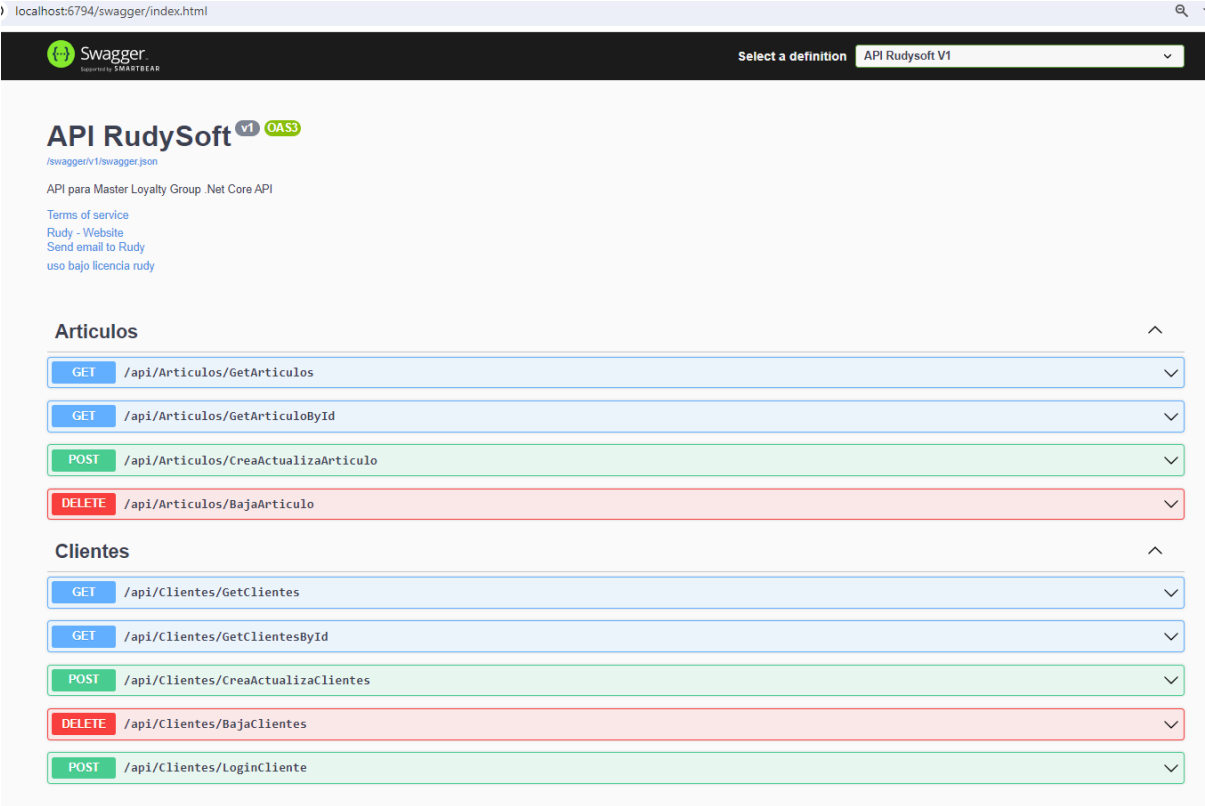 localhost:6794/swagger/index.html
{··} Swagger.
Supported by SMARTBEAR
Select a definition API Rudysoft V1
API RudySoft v1 OAS3
/swagger/v1/swagger.json
API para Master Loyalty Group .Net Core API
Terms of service
Rudy - Website
Send email to Rudy
uso bajo licencia rudy
Articulos
GET /api/Articulos/GetArticulos
GET /api/Articulos/GetArticuloById
POST /api/Articulos/CreaActualizaArticulo
DELETE /api/Articulos/BajaArticulo
Clientes
GET /api/Clientes/GetClientes
GET /api/Clientes/GetClientesById
POST /api/Clientes/CreaActualizaClientes
DELETE /api/Clientes/BajaClientes
POST /api/Clientes/LoginCliente